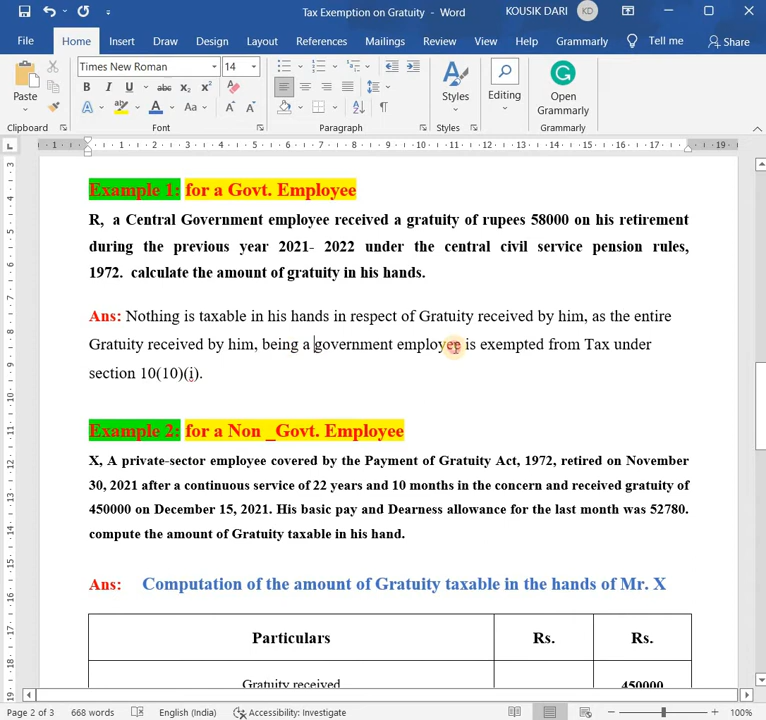 Tax Exemption on Gratuity - Word
KOUSIK DARI
KD
File Home Insert Draw Design Layout References Mailings Review View Help Grammarly Tell me Share
Times New Roman 14
Paste
Styles
Editing
Open
Grammarly
Clipboard Font Paragraph Styles Grammarly
Example 1: for a Govt. Employee
R, a Central Government employee received a gratuity of rupees 58000 on his retirement
during the previous year 2021- 2022 under the central civil service pension rules,
1972. calculate the amount of gratuity in his hands.
Ans: Nothing is taxable in his hands in respect of Gratuity received by him, as the entire
Gratuity received by him, being a government employee is exempted from Tax under
section 10(10)(i).
Example 2: for a Non _Govt. Employee
X, A private-sector employee covered by the Payment of Gratuity Act, 1972, retired on November
30, 2021 after a continuous service of 22 years and 10 months in the concern and received gratuity of
450000 on December 15, 2021. His basic pay and Dearness allowance for the last month was 52780.
compute the amount of Gratuity taxable in his hand.
Ans: Computation of the amount of Gratuity taxable in the hands of Mr. X
Particulars Rs. Rs.
Gratuity received 450000
Page 2 of 3 668 words English (India) Accessibility: Investigate 100%